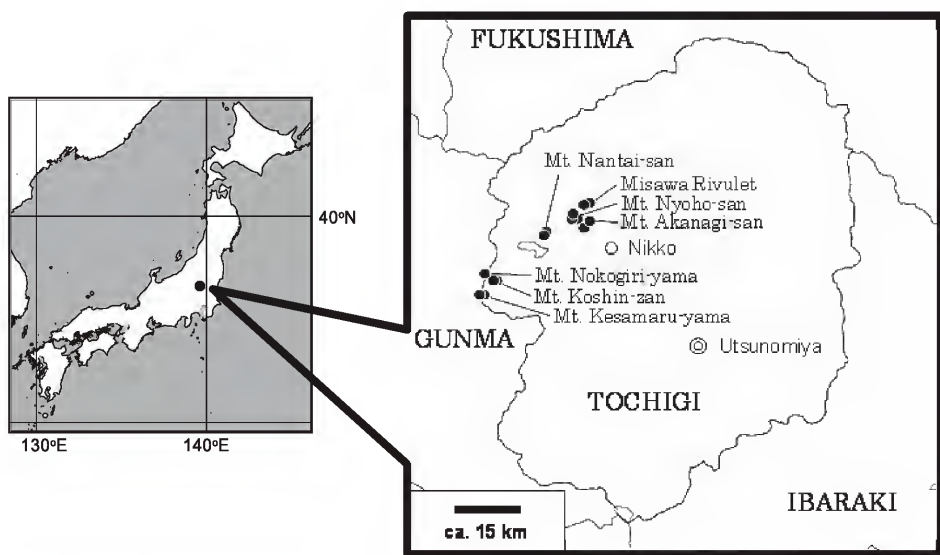 FUKUSHIMA
Mt. Nantai-san
Misawa Rivulet
Mt. Nyoho-san
Mt. Akanagi-san
Nikko
Mt. Nokogiri-yama
Mt. Koshin-zan
Mt. Kesamaru-yama
GUNMA
Utsunomiya
TOCHIGI
IBARAKI
ca. 15 km
40°N
130°E
140°E